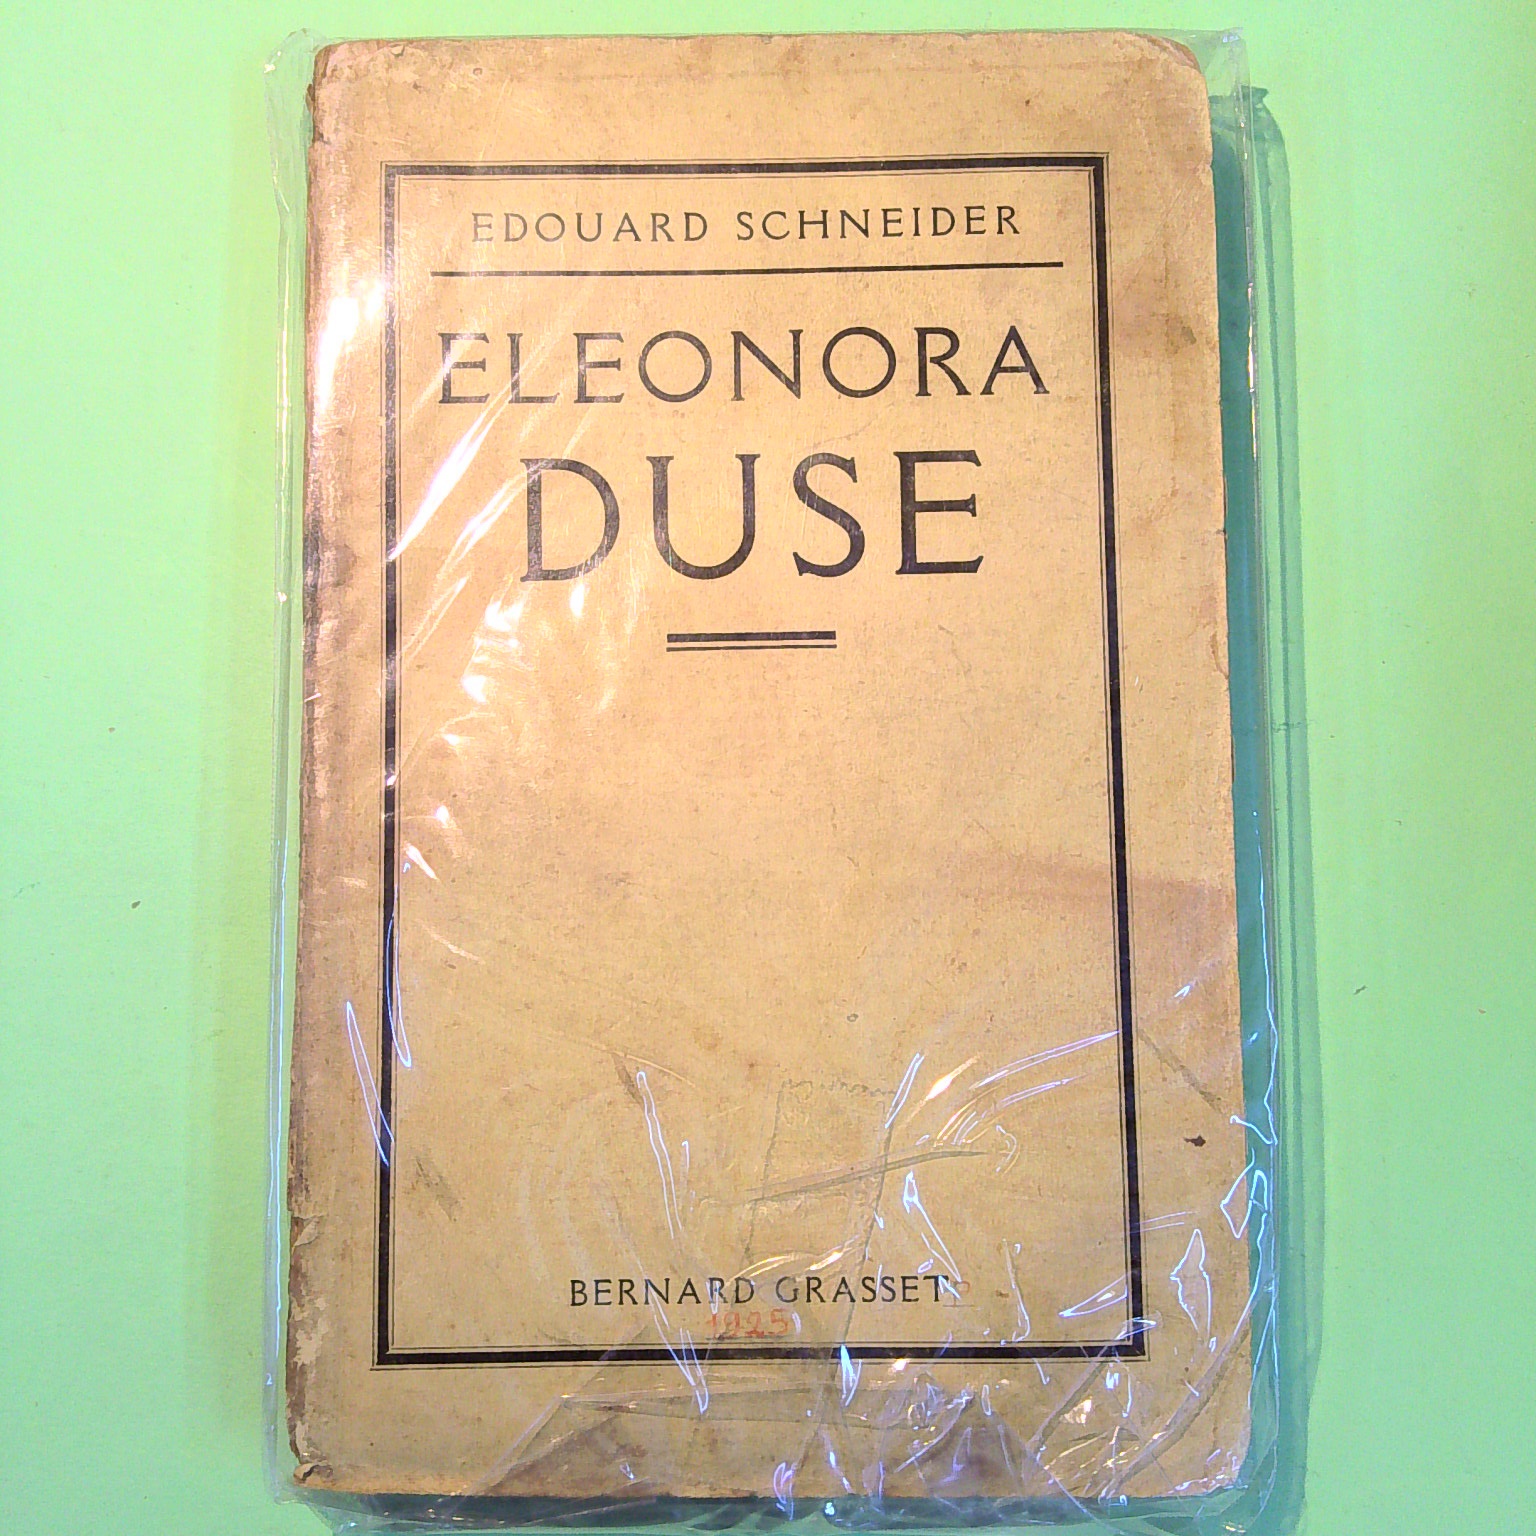 EDOUARD SCHNEIDER
ELEONORA
DUSE
BERNARD GRASSET
1925